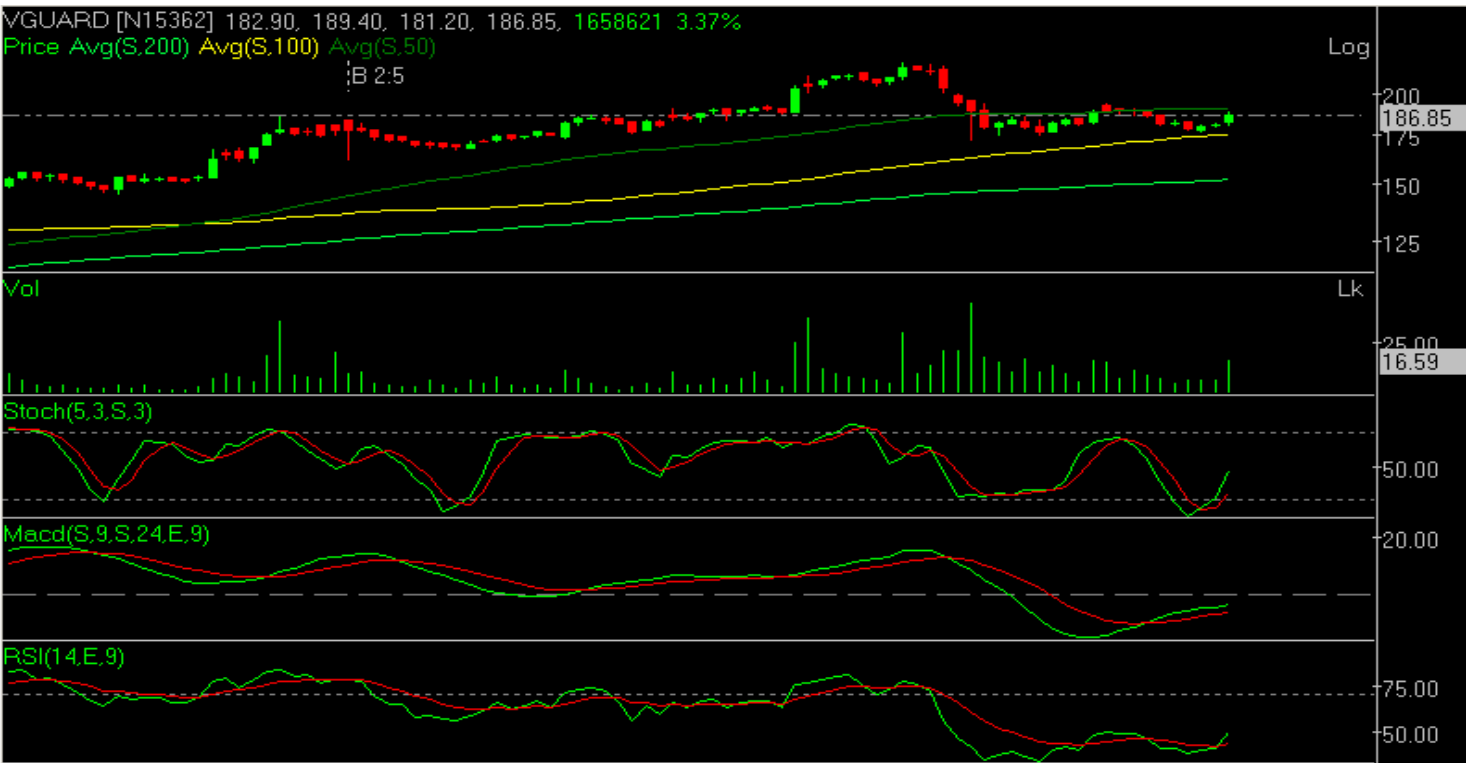 VGUARD [N15362] 182.90, 189.40, 181.20, 186.85, 1658621 3.37%
Price Avg(S,200) Avg(S,100) Avg(S,50)
Log
B 2:5
200
186.85
175
150
125
Vol
Lk
25.00
16.59
Stoch(5,3,S,3)
50.00
Macd(S,9,S,24,E,9)
20.00
RSI(14,E,9)
75.00
50.00